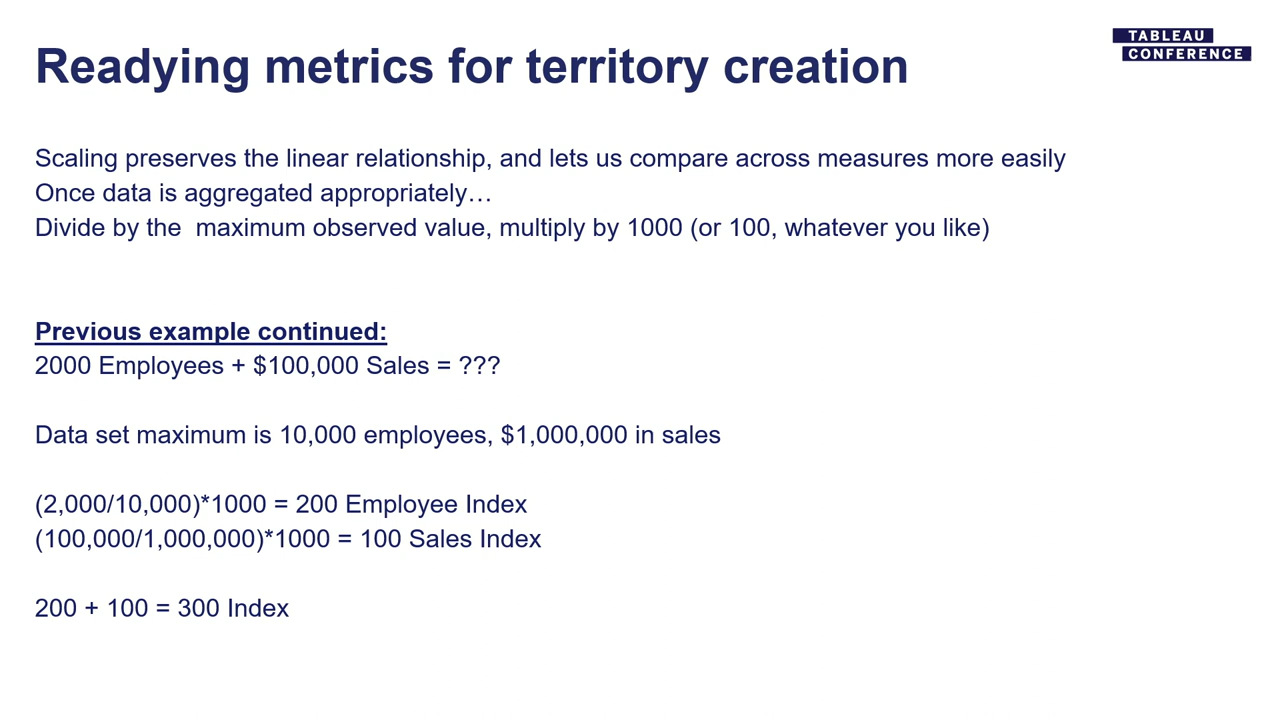 Readying metrics for territory creation
TABLEAU
CONFERENCE
Scaling preserves the linear relationship, and lets us compare across measures more easily
Once data is aggregated appropriately…
Divide by the  maximum observed value, multiply by 1000 (or 100, whatever you like)
Previous example continued:
2000 Employees + $100,000 Sales = ???
Data set maximum is 10,000 employees, $1,000,000 in sales
(2,000/10,000)*1000 = 200 Employee Index
(100,000/1,000,000)*1000 = 100 Sales Index
200 + 100 = 300 Index